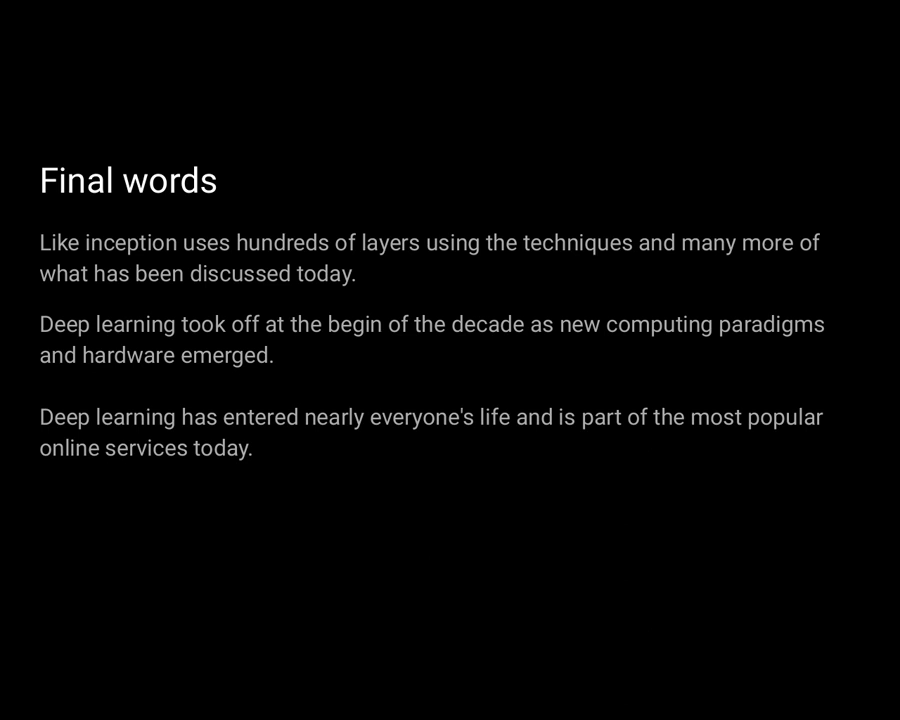 Final words
Like inception uses hundreds of layers using the techniques and many more of
what has been discussed today.
Deep learning took off at the begin of the decade as new computing paradigms
and hardware emerged.
Deep learning has entered nearly everyone's life and is part of the most popular
online services today.